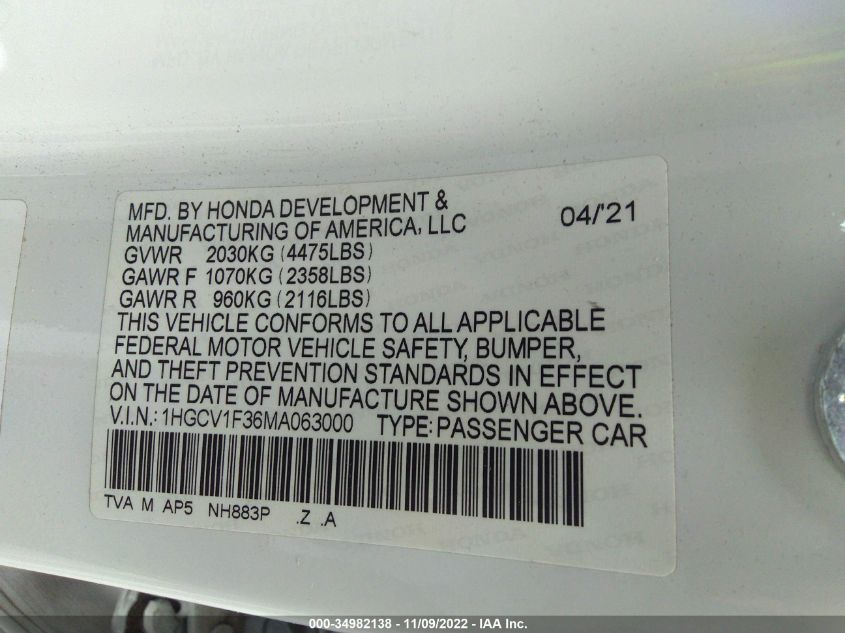 MFD. BY HONDA DEVELOPMENT &
MANUFACTURING OF AMERICA, LLC 04/'21
GVWR 2030KG (4475LBS)
GAWR F 1070KG (2358LBS)
GAWR R 960KG (2116LBS)
THIS VEHICLE CONFORMS TO ALL APPLICABLE
FEDERAL MOTOR VEHICLE SAFETY, BUMPER,
AND THEFT PREVENTION STANDARDS IN EFFECT
ON THE DATE OF MANUFACTURE SHOWN ABOVE.
V.I.N.: 1HGCV1F36MA063000 TYPE: PASSENGER CAR
TVA M AP5 NH883P .Z .A
000-34982138 - 11/09/2022 - IAA Inc.